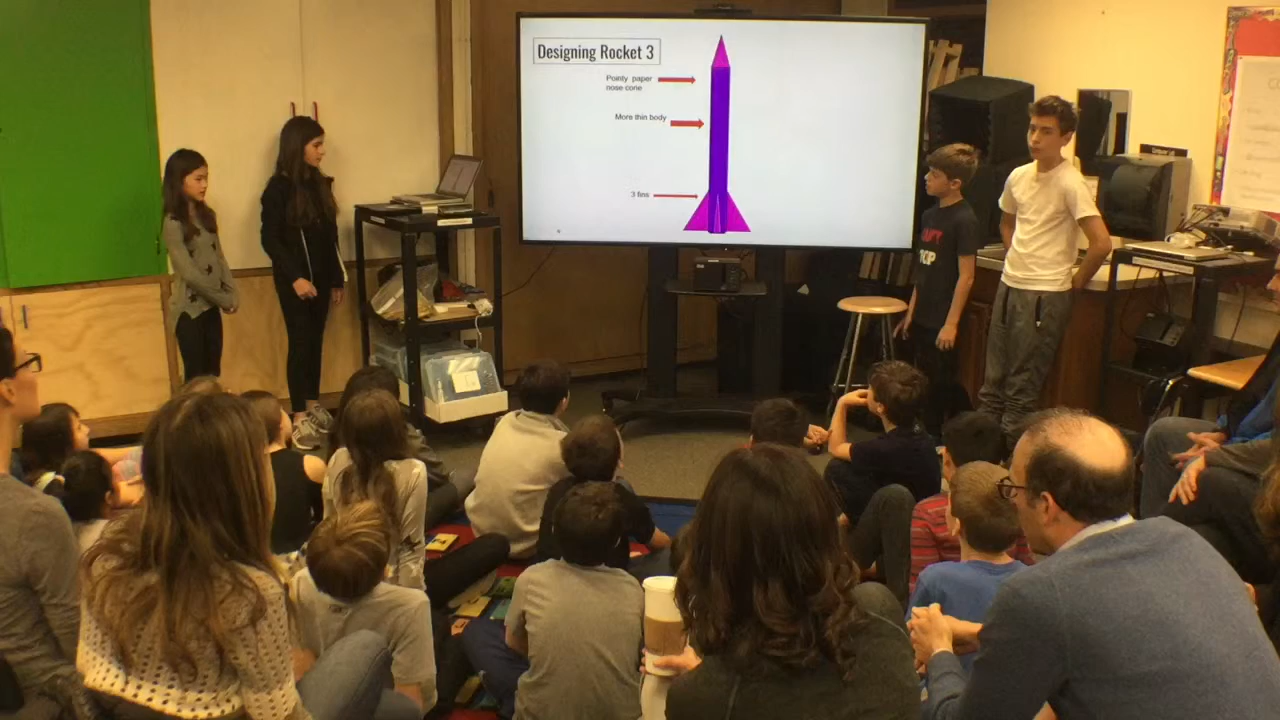 Designing Rocket 3
Pointy paper
nose cone
More thin body
3 fins